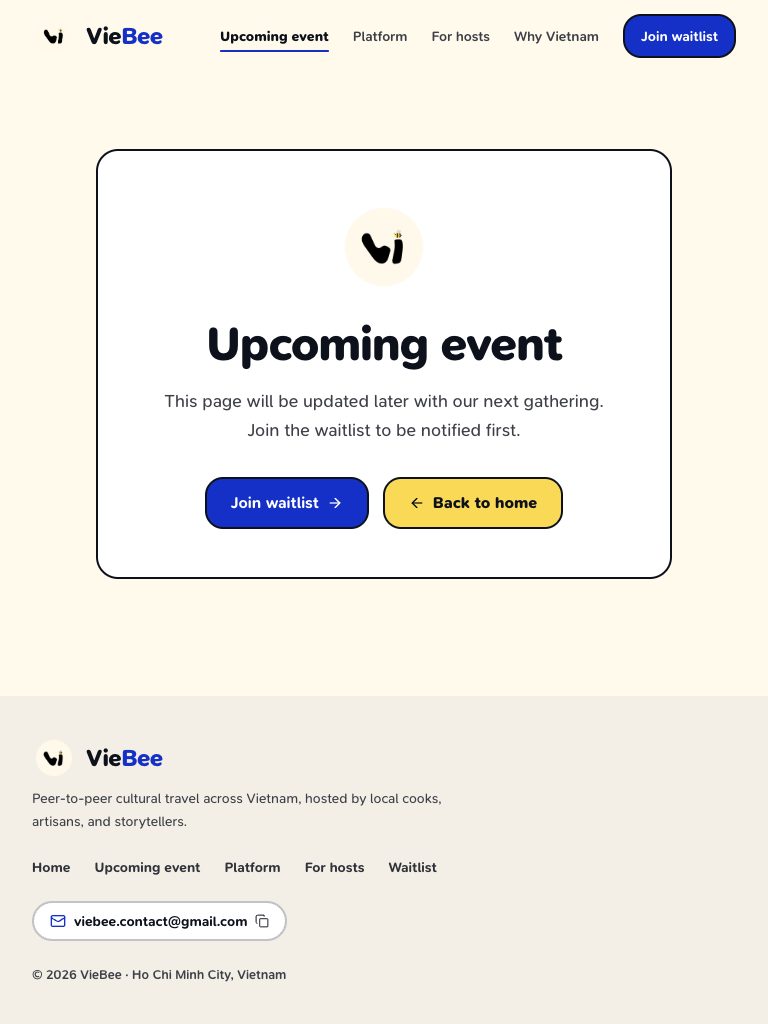 VieBee
Upcoming event
Platform
For hosts
Why Vietnam
Join waitlist
Upcoming event
This page will be updated later with our next gathering.
Join the waitlist to be notified first.
Join waitlist →
← Back to home
VieBee
Peer-to-peer cultural travel across Vietnam, hosted by local cooks,
artisans, and storytellers.
Home
Upcoming event
Platform
For hosts
Waitlist
viebee.contact@gmail.com
© 2026 VieBee · Ho Chi Minh City, Vietnam